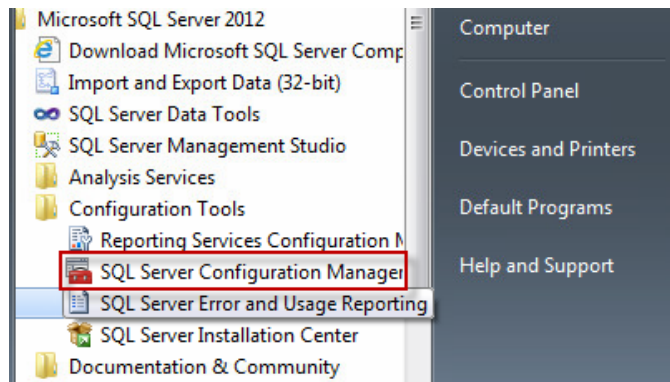 Microsoft SQL Server 2012
Download Microsoft SQL Server Comp
Import and Export Data (32-bit)
SQL Server Data Tools
SQL Server Management Studio
Analysis Services
Configuration Tools
Reporting Services Configuration M
SQL Server Configuration Manager
SQL Server Error and Usage Reporting
SQL Server Installation Center
Documentation & Community
Computer
Control Panel
Devices and Printers
Default Programs
Help and Support